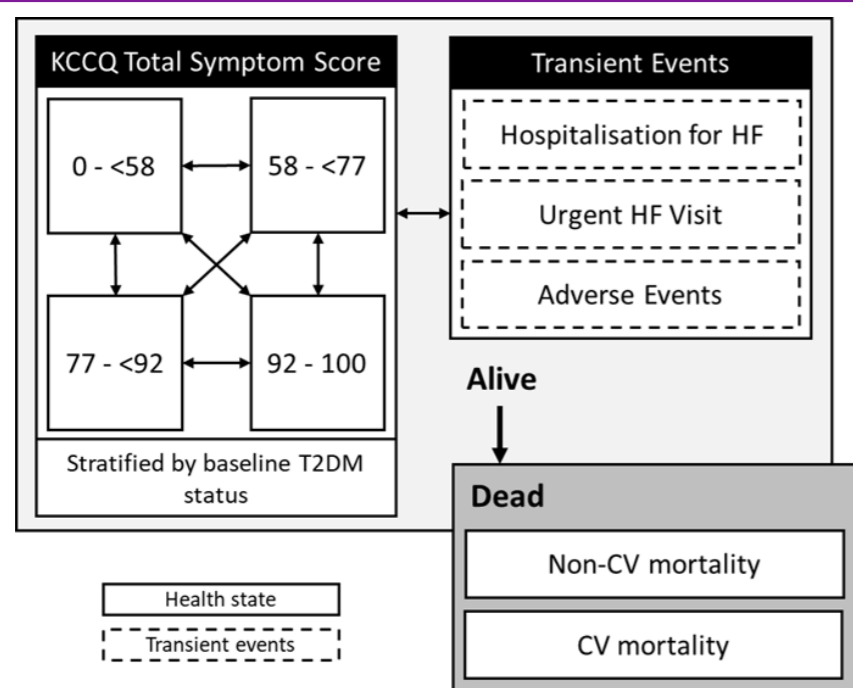 KCCQ Total Symptom Score
0 - <58
58 - <77
77 - <92
92 - 100
Stratified by baseline T2DM
status
Transient Events
Hospitalisation for HF
Urgent HF Visit
Adverse Events
Alive
Dead
Non-CV mortality
CV mortality
Health state
Transient events